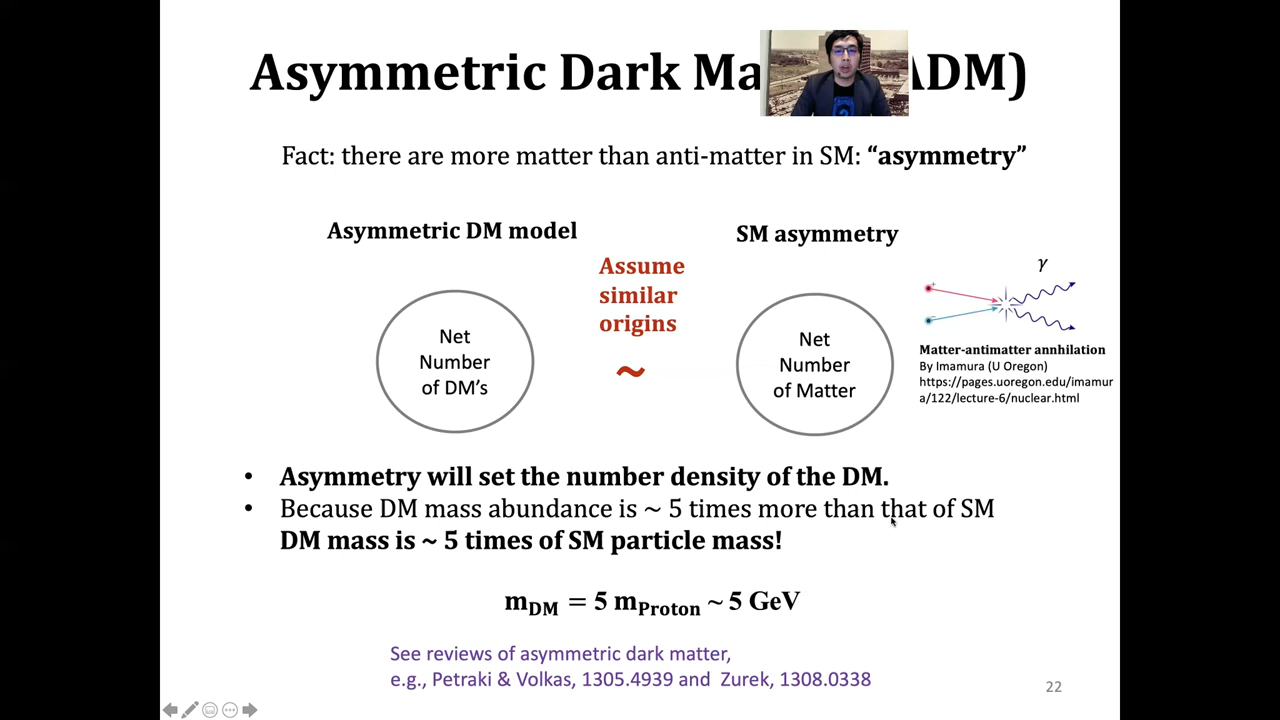 Asymmetric Dark Ma ADM)
Fact: there are more matter than anti-matter in SM: “asymmetry”
Asymmetric DM model
SM asymmetry
Assume
similar
origins
~
Net
Number
of DM’s
Net
Number
of Matter
γ
Matter-antimatter annhilation
By Imamura (U Oregon)
https://pages.uoregon.edu/imamur
a/122/lecture-6/nuclear.html
• Asymmetry will set the number density of the DM.
• Because DM mass abundance is ~ 5 times more than that of SM
DM mass is ~ 5 times of SM particle mass!
mDM = 5 mProton ~ 5 GeV
See reviews of asymmetric dark matter,
e.g., Petraki & Volkas, 1305.4939 and Zurek, 1308.0338
22